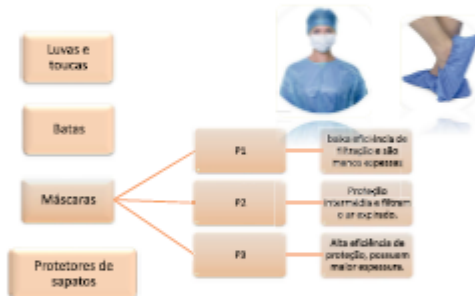 Luvas e
toucas
Batas
Máscaras
Protetores de
sapatos
P1
baixa eficiência de
filtração e são
menos espessas
P2
Proteção
intermédia e filtram
o ar expirado.
P3
Alta eficiência de
proteção, possuem
maior espessura.